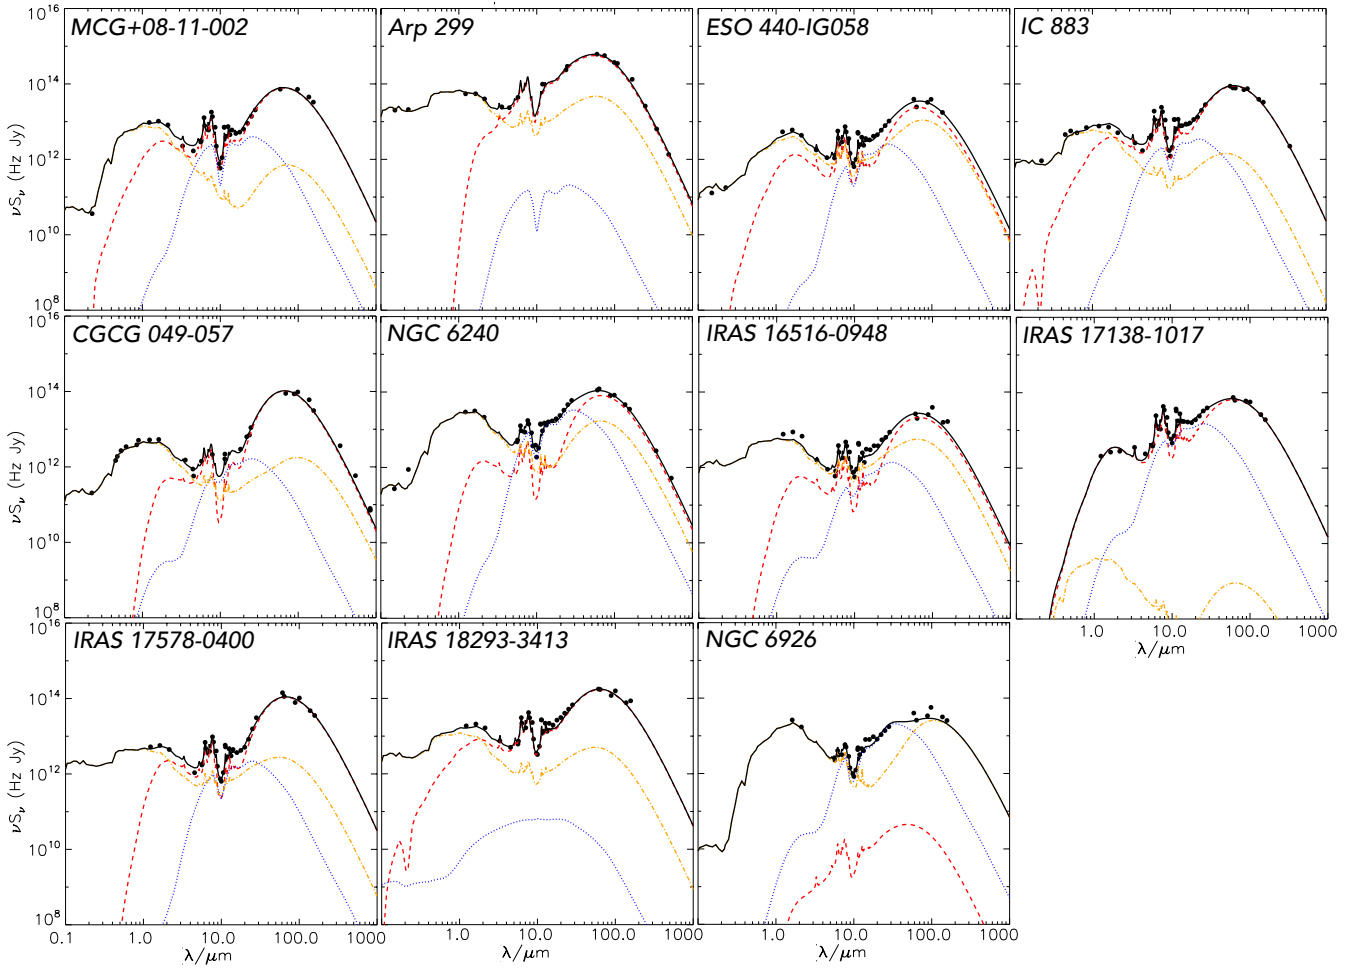 MCG+08-11-002
Arp 299
ESO 440-IG058
IC 883
10^16
10^14
10^12
10^10
10^8
νS_ν (Hz Jy)
CGCG 049-057
NGC 6240
IRAS 16516-0948
IRAS 17138-1017
10^16
10^14
10^12
10^10
10^8
νS_ν (Hz Jy)
1.0 10.0 100.0 1000
λ/μm
IRAS 17578-0400
IRAS 18293-3413
NGC 6926
10^16
10^14
10^12
10^10
10^8
νS_ν (Hz Jy)
0.1 1.0 10.0 100.0 1000
1.0 10.0 100.0 1000
1.0 10.0 100.0 1000
λ/μm
λ/μm
λ/μm